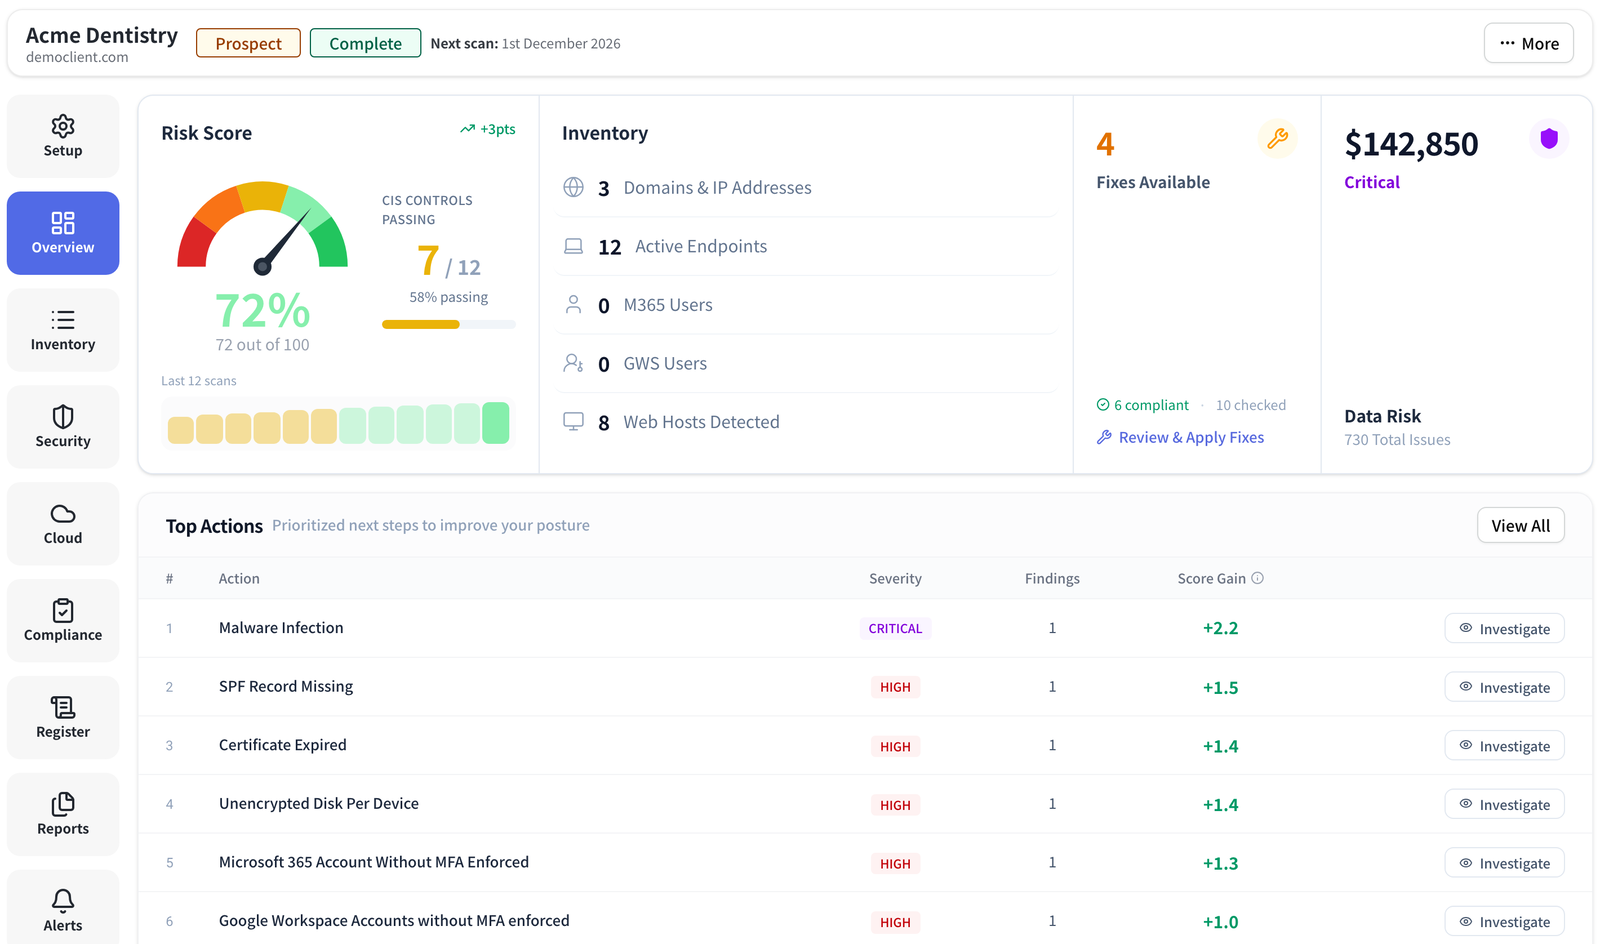 Acme Dentistry
democlient.com
Prospect
Complete
Next scan: 1st December 2026
··· More
Setup
Overview
Inventory
Security
Cloud
Compliance
Register
Reports
Alerts
Risk Score
+3pts
CIS CONTROLS
PASSING
7 / 12
58% passing
72%
72 out of 100
Last 12 scans
Inventory
3 Domains & IP Addresses
12 Active Endpoints
0 M365 Users
0 GWS Users
8 Web Hosts Detected
4
Fixes Available
6 compliant · 10 checked
Review & Apply Fixes
$142,850
Critical
Data Risk
730 Total Issues
Top Actions Prioritized next steps to improve your posture
View All
# Action Severity Findings Score Gain
1 Malware Infection CRITICAL 1 +2.2 Investigate
2 SPF Record Missing HIGH 1 +1.5 Investigate
3 Certificate Expired HIGH 1 +1.4 Investigate
4 Unencrypted Disk Per Device HIGH 1 +1.4 Investigate
5 Microsoft 365 Account Without MFA Enforced HIGH 1 +1.3 Investigate
6 Google Workspace Accounts without MFA enforced HIGH 1 +1.0 Investigate